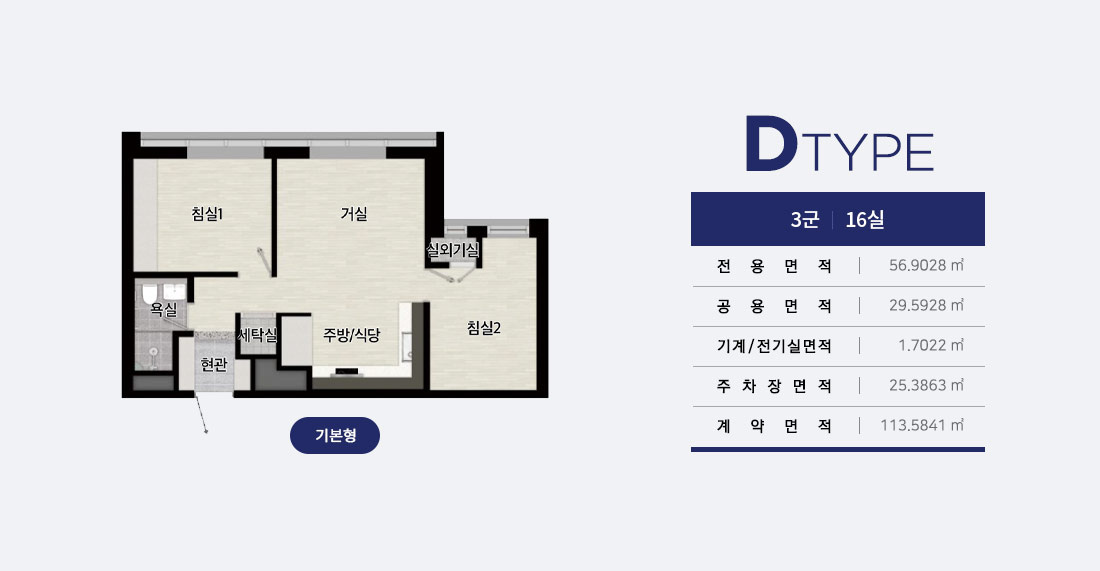 DTYPE
3군 | 16실
전용면적 | 56.9028 ㎡
공용면적 | 29.5928 ㎡
기계/전기실면적 | 1.7022 ㎡
주차장면적 | 25.3863 ㎡
계약면적 | 113.5841 ㎡
침실1
거실
실외기실
욕실
세탁실
주방/식당
침실2
현관
기본형